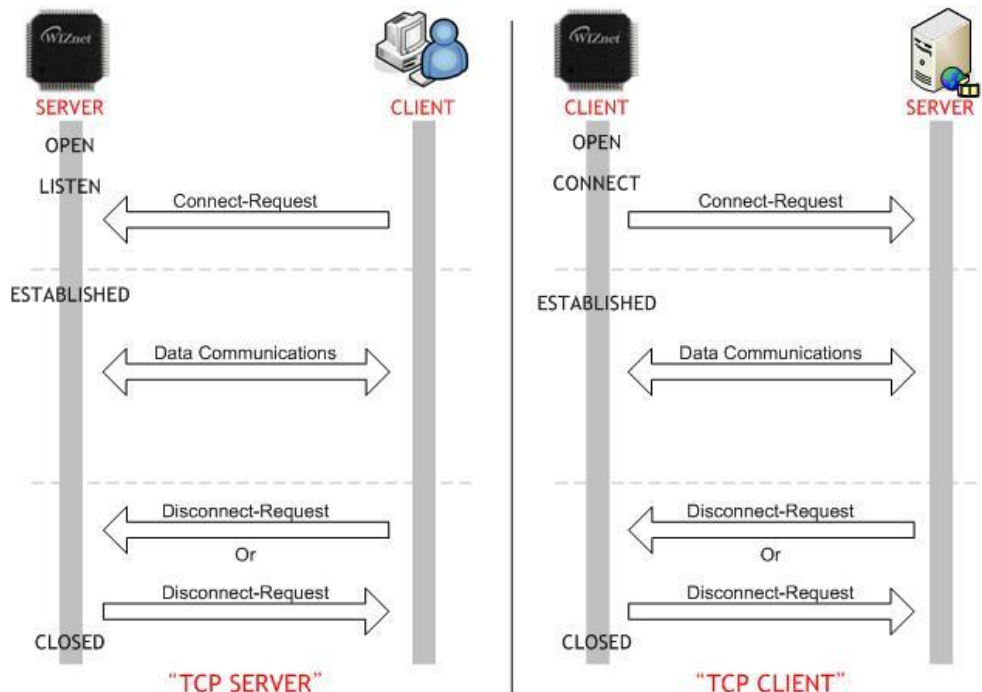 WIZnet
SERVER
CLIENT
OPEN
LISTEN
Connect-Request
ESTABLISHED
Data Communications
Disconnect-Request
Or
Disconnect-Request
CLOSED
“TCP SERVER”
WIZnet
CLIENT
SERVER
OPEN
CONNECT
Connect-Request
ESTABLISHED
Data Communications
Disconnect-Request
Or
Disconnect-Request
CLOSED
“TCP CLIENT”